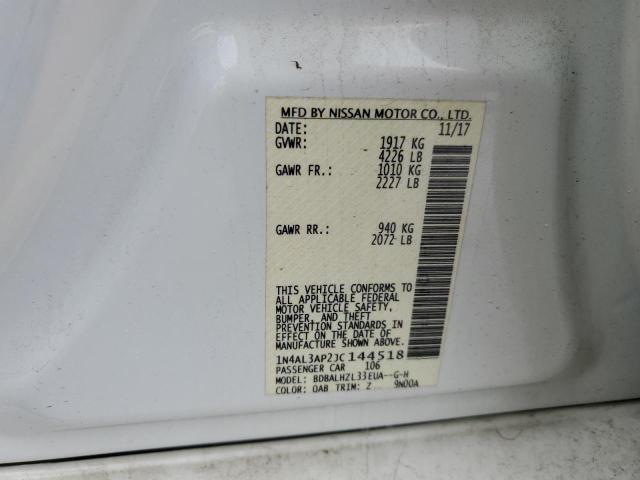 MFD BY NISSAN MOTOR CO., LTD.
DATE: 11/17
GVWR: 1917 KG
4226 LB
GAWR FR.: 1010 KG
2227 LB
GAWR RR.: 940 KG
2072 LB
THIS VEHICLE CONFORMS TO
ALL APPLICABLE FEDERAL
MOTOR VEHICLE SAFETY,
BUMPER, AND THEFT
PREVENTION STANDARDS IN
EFFECT ON THE DATE OF
MANUFACTURE SHOWN ABOVE.
1N4AL3AP2JC144518
PASSENGER CAR 106
MODEL: BDBALHZL33EUA--G-H
COLOR: QAB TRIM: Z 9N00A